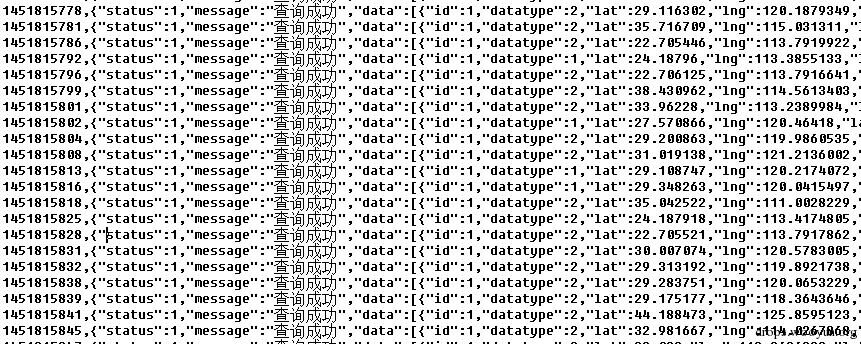 1451815778,{"status":1,"message":"查询成功","data":[{"id":1,"datatype":2,"lat":29.116302,"lng":120.1879349,
1451815781,{"status":1,"message":"查询成功","data":[{"id":1,"datatype":2,"lat":35.716709,"lng":115.031311,"
1451815786,{"status":1,"message":"查询成功","data":[{"id":1,"datatype":2,"lat":22.705446,"lng":113.7919922,
1451815792,{"status":1,"message":"查询成功","data":[{"id":1,"datatype":1,"lat":24.18796,"lng":113.3855133,"
1451815796,{"status":1,"message":"查询成功","data":[{"id":1,"datatype":2,"lat":22.706125,"lng":113.7916641,
1451815799,{"status":1,"message":"查询成功","data":[{"id":1,"datatype":2,"lat":38.430962,"lng":114.5613403,
1451815801,{"status":1,"message":"查询成功","data":[{"id":1,"datatype":2,"lat":33.96228,"lng":113.2389984,"
1451815802,{"status":1,"message":"查询成功","data":[{"id":1,"datatype":1,"lat":27.570866,"lng":120.46418,"la
1451815804,{"status":1,"message":"查询成功","data":[{"id":1,"datatype":2,"lat":29.200863,"lng":119.9860535,
1451815808,{"status":1,"message":"查询成功","data":[{"id":1,"datatype":2,"lat":31.019138,"lng":121.2136002,
1451815813,{"status":1,"message":"查询成功","data":[{"id":1,"datatype":1,"lat":29.108747,"lng":120.2174072,
1451815816,{"status":1,"message":"查询成功","data":[{"id":1,"datatype":1,"lat":29.348263,"lng":120.0415497,
1451815818,{"status":1,"message":"查询成功","data":[{"id":1,"datatype":2,"lat":35.042522,"lng":111.0028229,
1451815825,{"status":1,"message":"查询成功","data":[{"id":1,"datatype":2,"lat":24.187918,"lng":113.4174805,
1451815828,{"status":1,"message":"查询成功","data":[{"id":1,"datatype":2,"lat":22.705521,"lng":113.7917862,
1451815831,{"status":1,"message":"查询成功","data":[{"id":1,"datatype":2,"lat":30.007074,"lng":120.5783005,
1451815832,{"status":1,"message":"查询成功","data":[{"id":1,"datatype":2,"lat":29.313192,"lng":119.8921738,
1451815838,{"status":1,"message":"查询成功","data":[{"id":1,"datatype":2,"lat":29.283751,"lng":120.0653229,
1451815839,{"status":1,"message":"查询成功","data":[{"id":1,"datatype":2,"lat":29.175177,"lng":118.3643646,
1451815841,{"status":1,"message":"查询成功","data":[{"id":1,"datatype":2,"lat":44.188473,"lng":125.8595123,
1451815845,{"status":1,"message":"查询成功","data":[{"id":1,"datatype":2,"lat":32.981667,"lng":114.0267868,